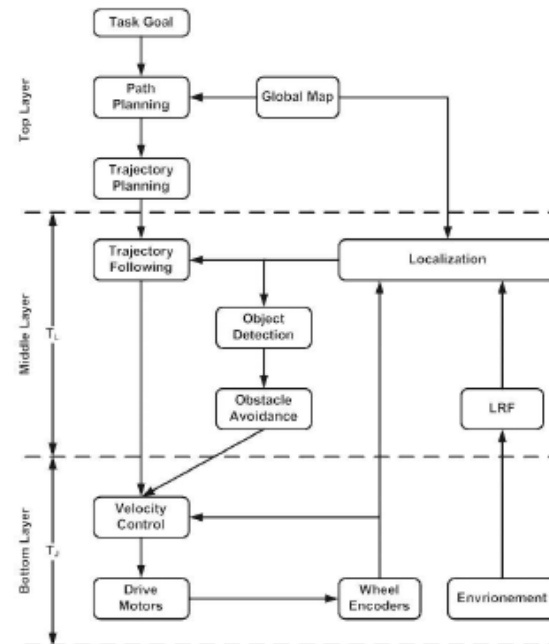 Task Goal
Path
Planning
Global Map
Top Layer
Trajectory
Planning
Trajectory
Following
Localization
Middle Layer
TL
Object
Detection
Obstacle
Avoidance
LRF
Bottom Layer
TJ
Velocity
Control
Drive
Motors
Wheel
Encoders
Envrionement